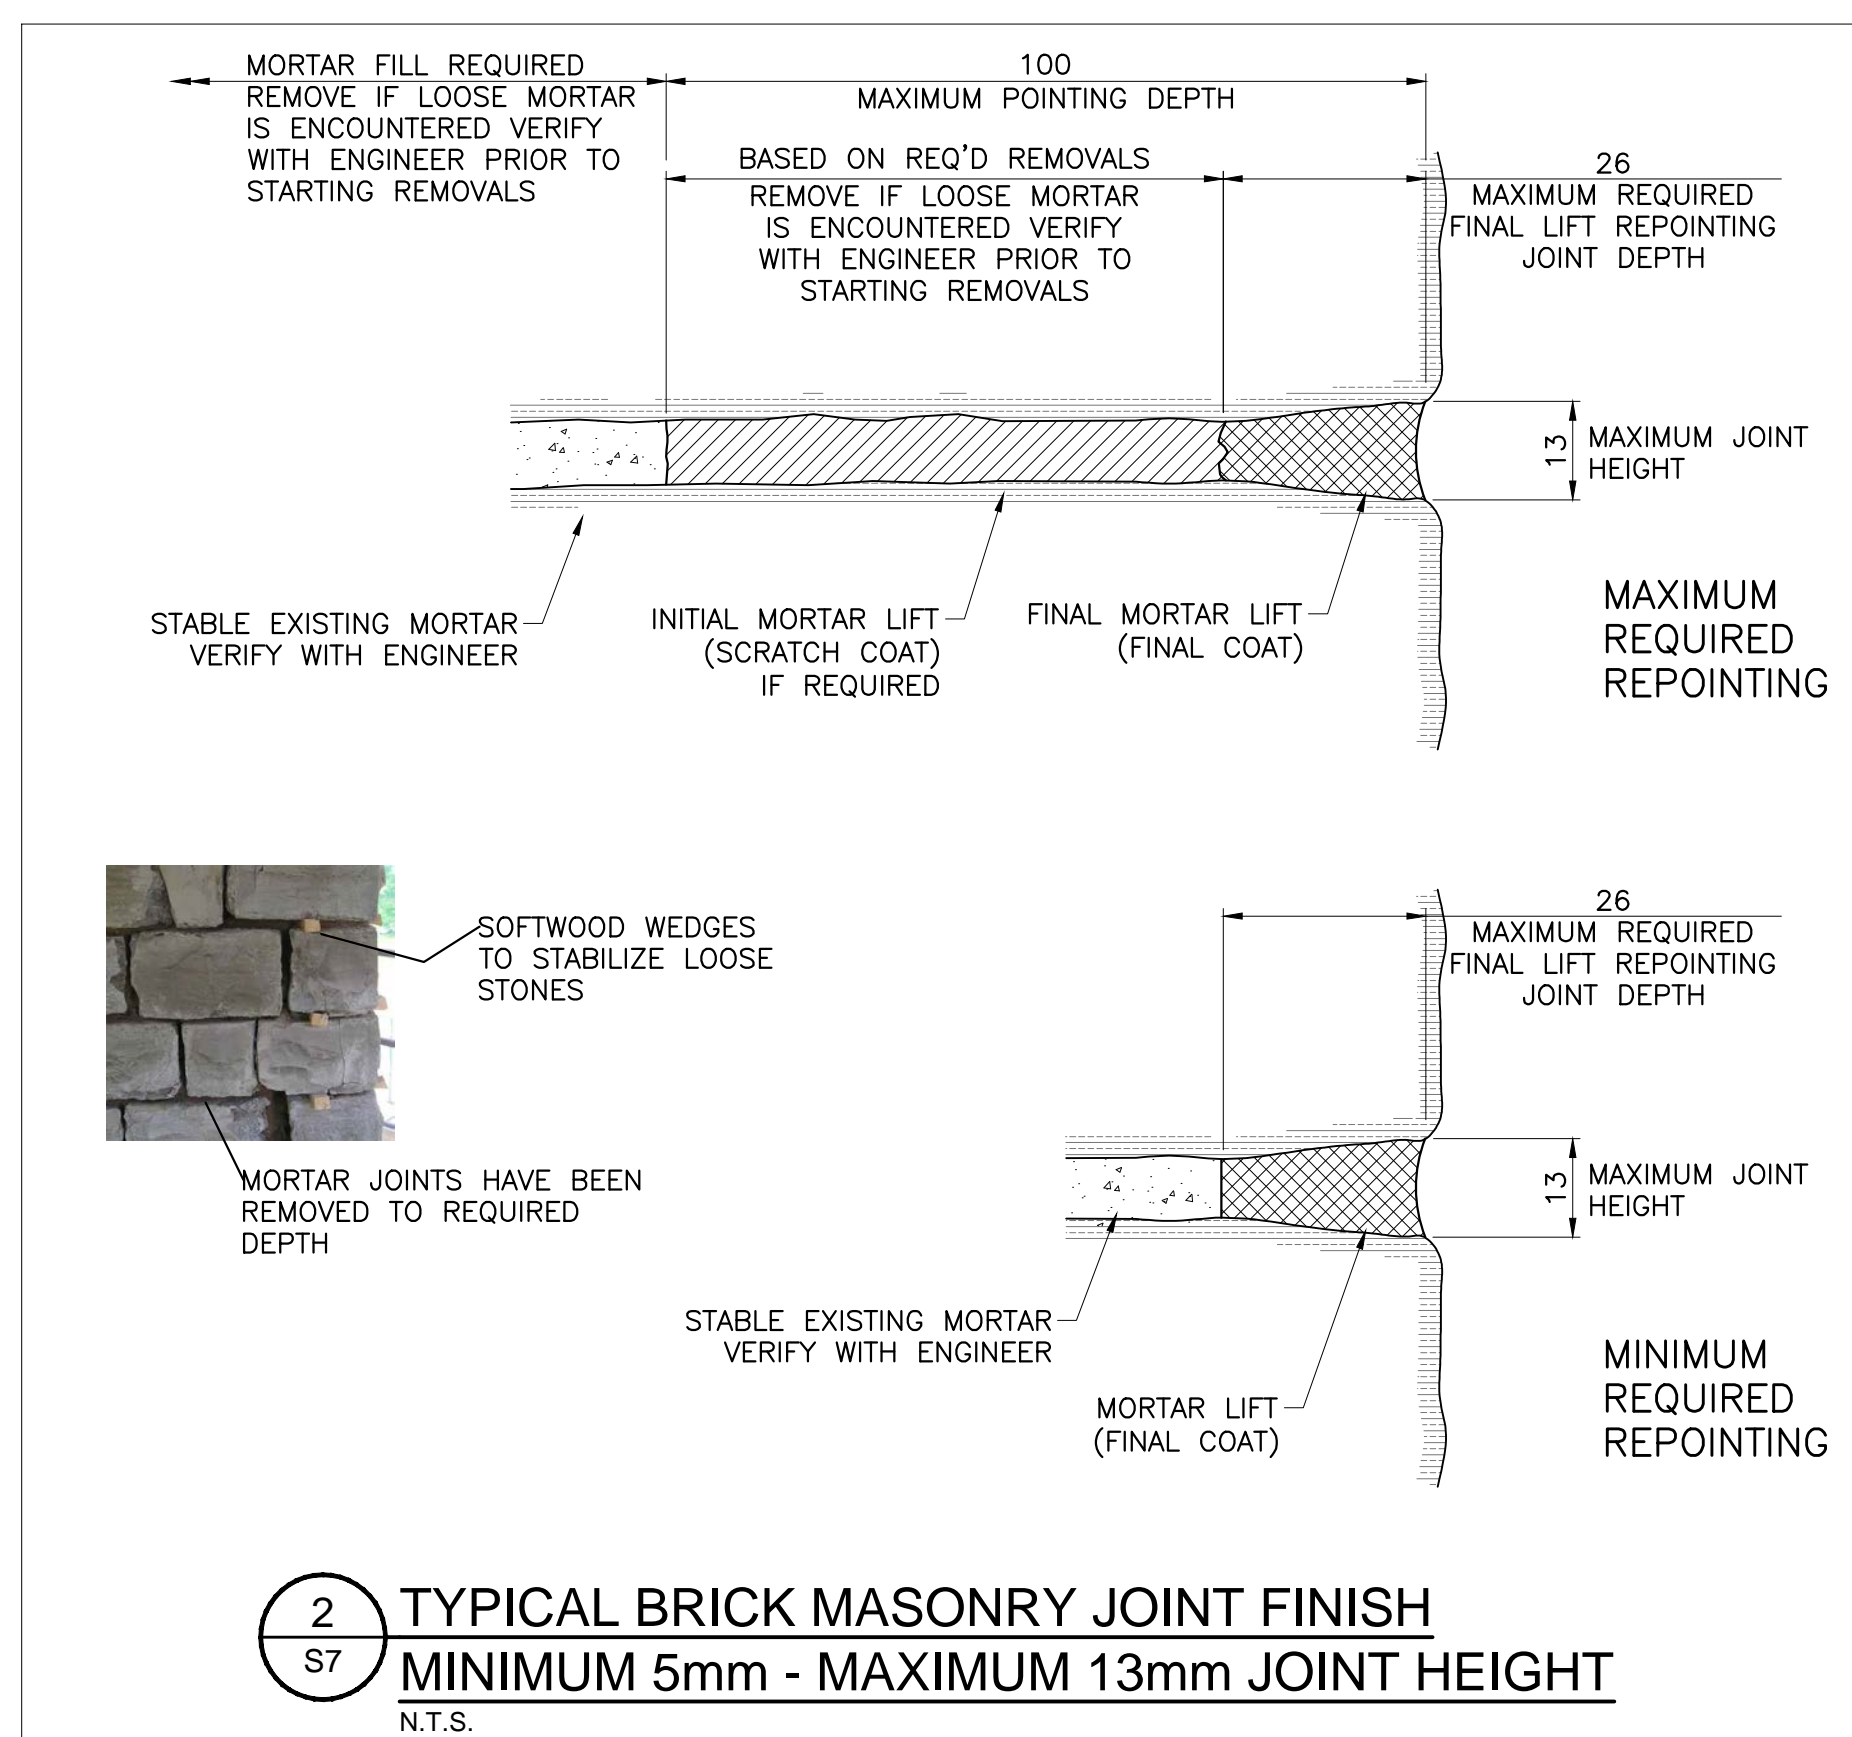 MORTAR FILL REQUIRED
REMOVE IF LOOSE MORTAR
IS ENCOUNTERED VERIFY
WITH ENGINEER PRIOR TO
STARTING REMOVALS
100
MAXIMUM POINTING DEPTH
BASED ON REQ'D REMOVALS
REMOVE IF LOOSE MORTAR
IS ENCOUNTERED VERIFY
WITH ENGINEER PRIOR TO
STARTING REMOVALS
26
MAXIMUM REQUIRED
FINAL LIFT REPOINTING
JOINT DEPTH
13
MAXIMUM JOINT
HEIGHT
STABLE EXISTING MORTAR
VERIFY WITH ENGINEER
INITIAL MORTAR LIFT
(SCRATCH COAT)
IF REQUIRED
FINAL MORTAR LIFT
(FINAL COAT)
MAXIMUM
REQUIRED
REPOINTING
SOFTWOOD WEDGES
TO STABILIZE LOOSE
STONES
MORTAR JOINTS HAVE BEEN
REMOVED TO REQUIRED
DEPTH
26
MAXIMUM REQUIRED
FINAL LIFT REPOINTING
JOINT DEPTH
13
MAXIMUM JOINT
HEIGHT
STABLE EXISTING MORTAR
VERIFY WITH ENGINEER
MORTAR LIFT
(FINAL COAT)
MINIMUM
REQUIRED
REPOINTING
2
S7
TYPICAL BRICK MASONRY JOINT FINISH
MINIMUM 5mm - MAXIMUM 13mm JOINT HEIGHT
N.T.S.